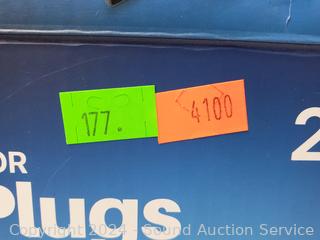 177.
4100
OR
2
Plugs
Copyright 2024 - Sound Auction Service